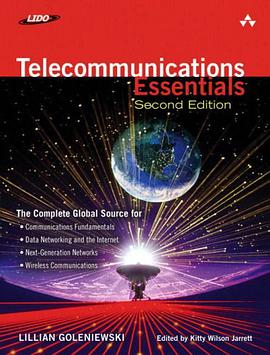 LIDO
Telecommunications
Essentials
Second Edition
The Complete Global Source for
• Communications Fundamentals
• Data Networking and the Internet
• Next-Generation Networks
• Wireless Communications
LILLIAN GOLENIEWSKI
Edited by Kitty Wilson Jarrett